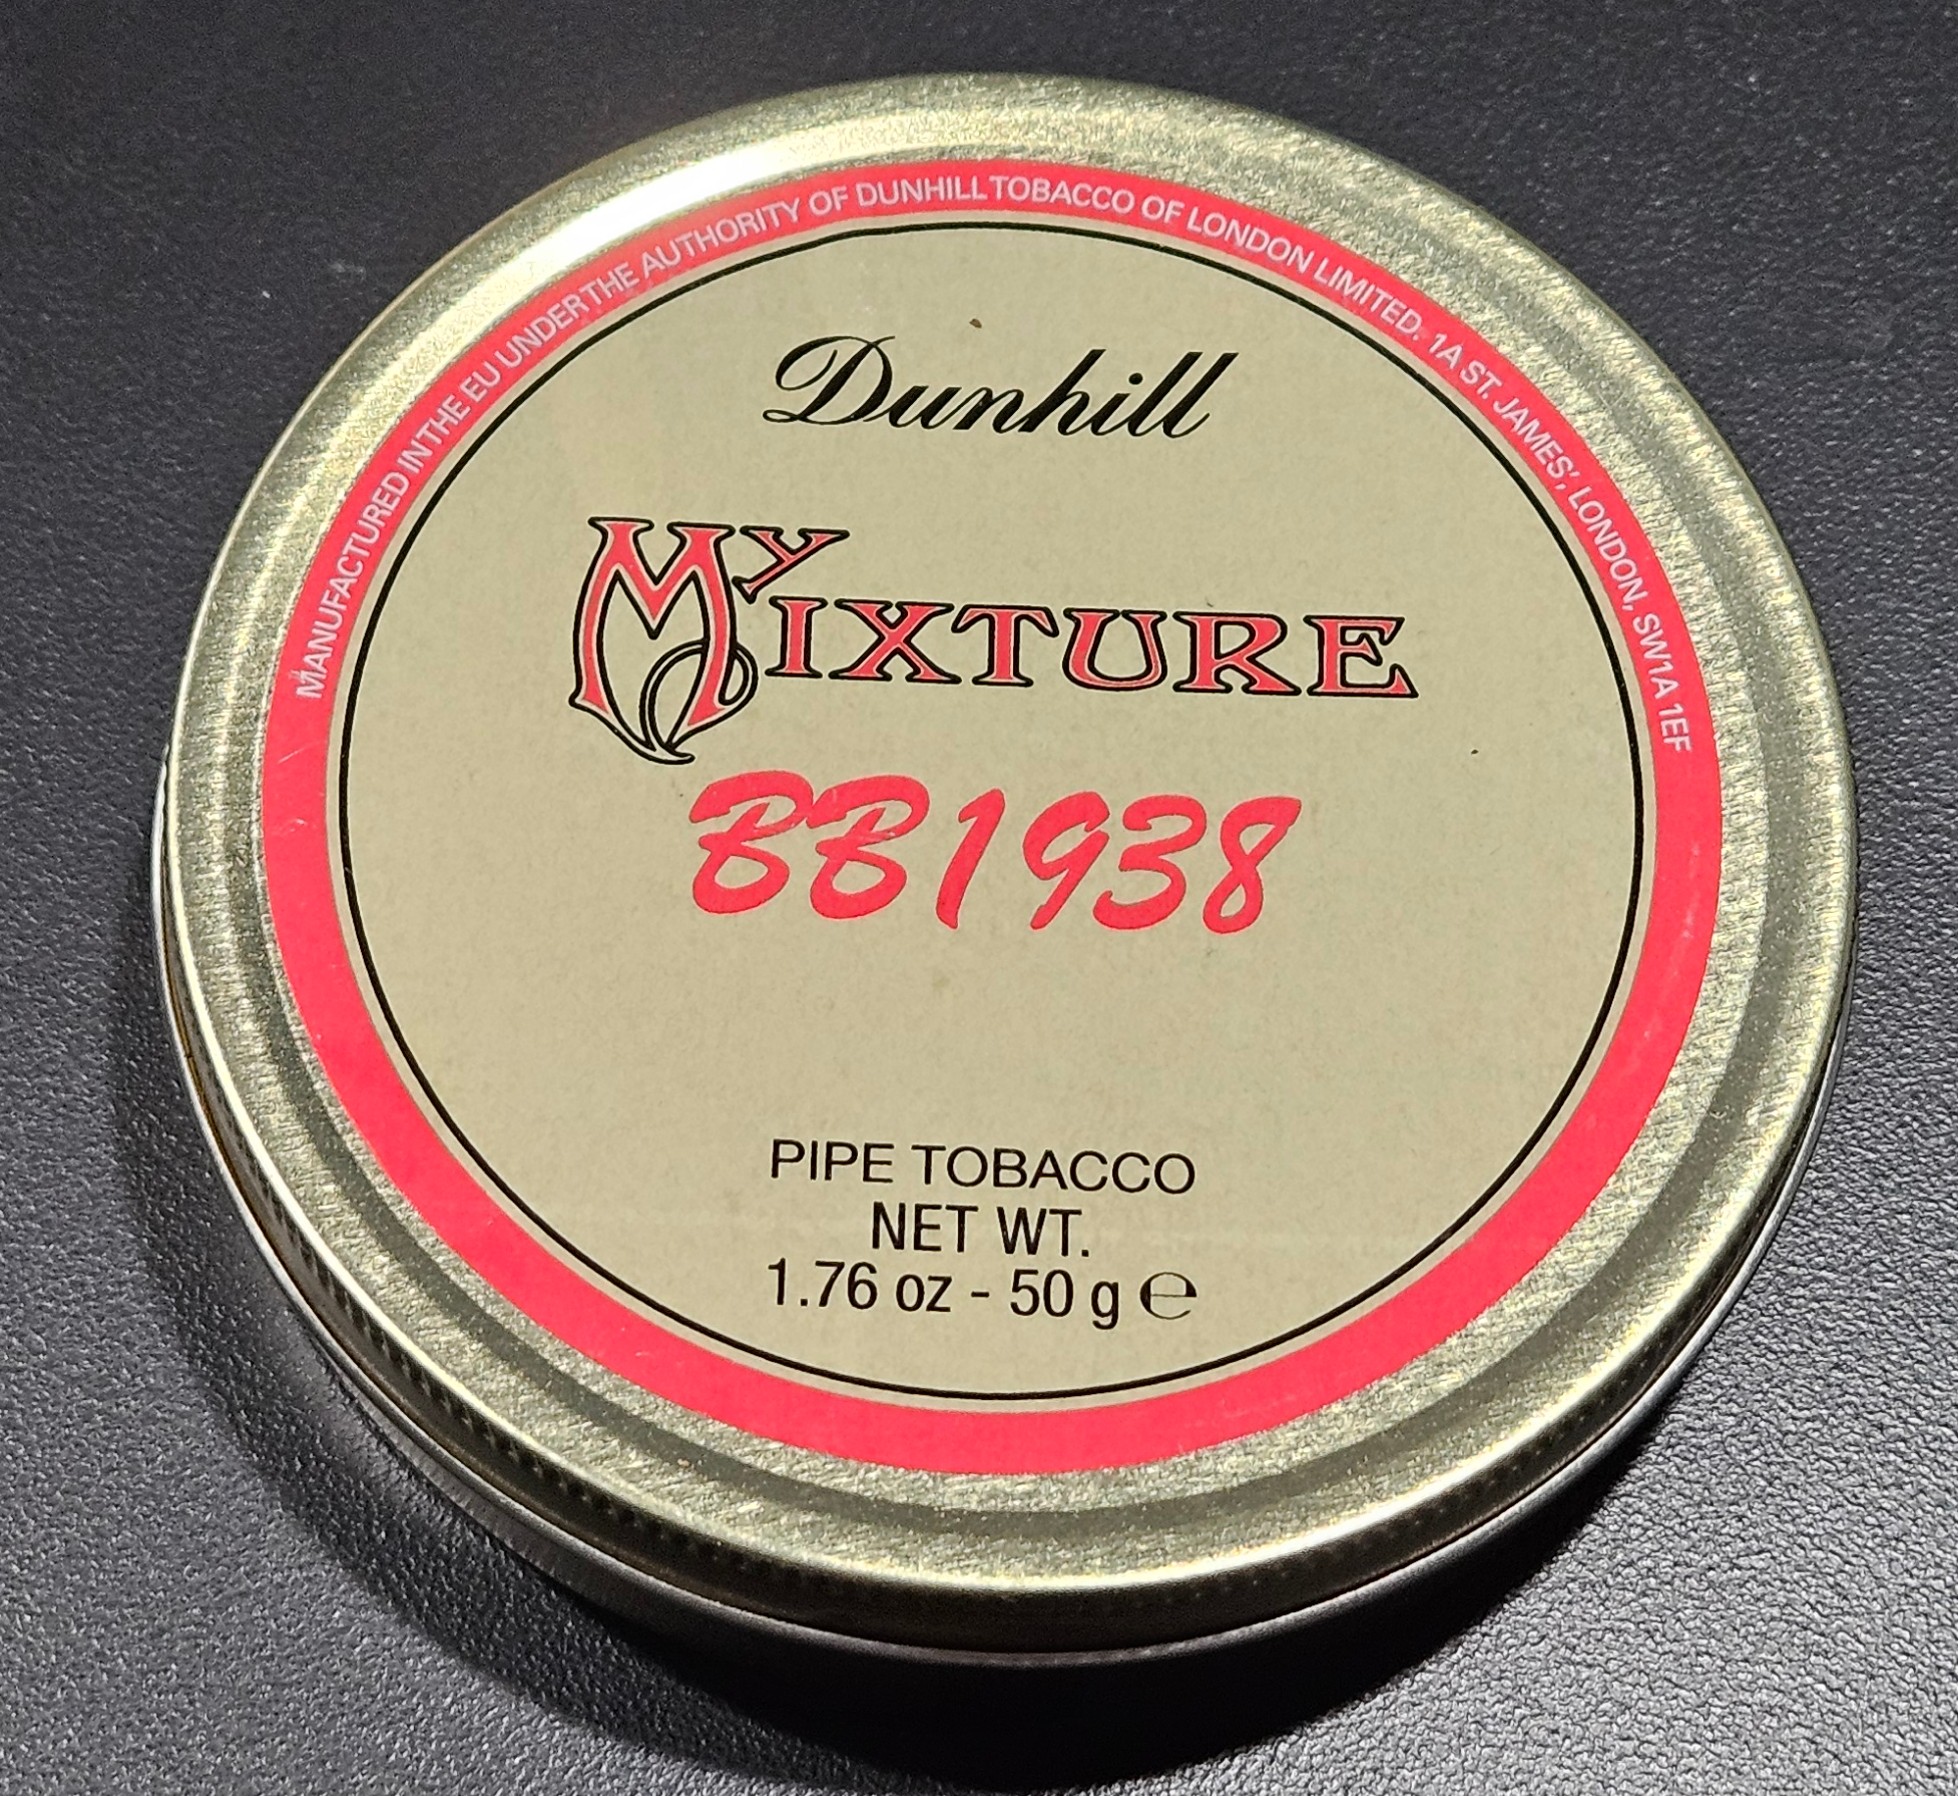 MANUFACTURED IN THE EU UNDER THE AUTHORITY OF DUNHILL TOBACCO OF LONDON LIMITED. 1A ST. JAMES', LONDON, SW1A 1EF
Dunhill
MY MIXTURE
BB1938
PIPE TOBACCO
NET WT.
1.76 oz - 50 g ℮